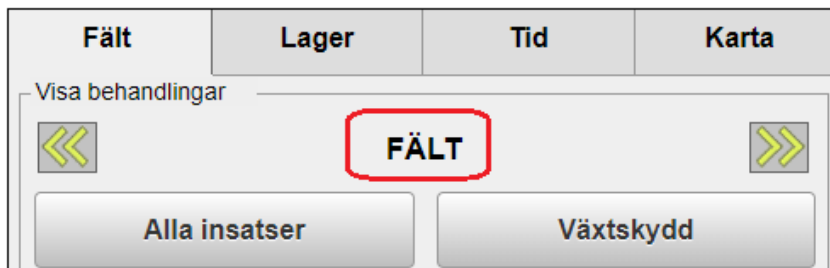 Fält Lager Tid Karta
Visa behandlingar
FÄLT
Alla insatser Växtskydd